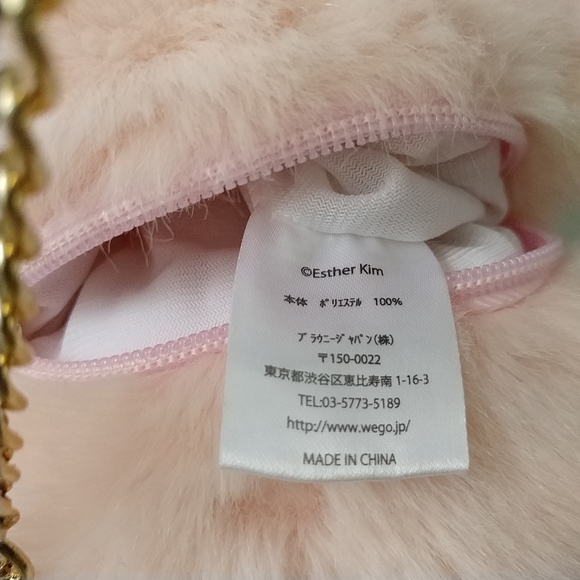 ©Esther Kim
本体 ポリエステル 100%
ブラウニージャパン(株)
〒150-0022
東京都渋谷区恵比寿南 1-16-3
TEL:03-5773-5189
http://www.wego.jp/
MADE IN CHINA